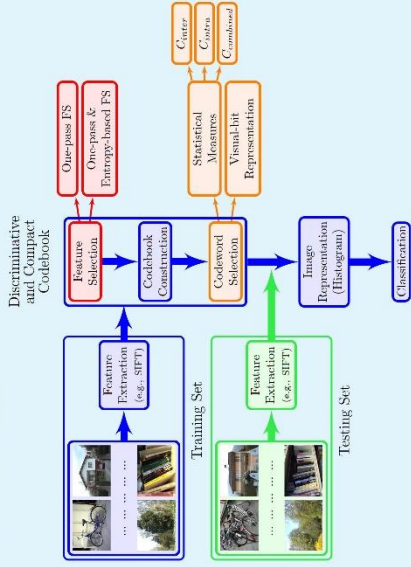 Training Set
Feature
Extraction
(e.g., SIFT)
Testing Set
Feature
Extraction
(e.g., SIFT)
Discriminative
and Compact
Codebook
Feature
Selection
Codebook
Construction
Codeword
Selection
One-pass FS
One-pass &
Entropy-based FS
Statistical
Measures
Visual-bit
Representation
C_inter
C_intra
C_combined
Image
Representation
(Histogram)
Classification